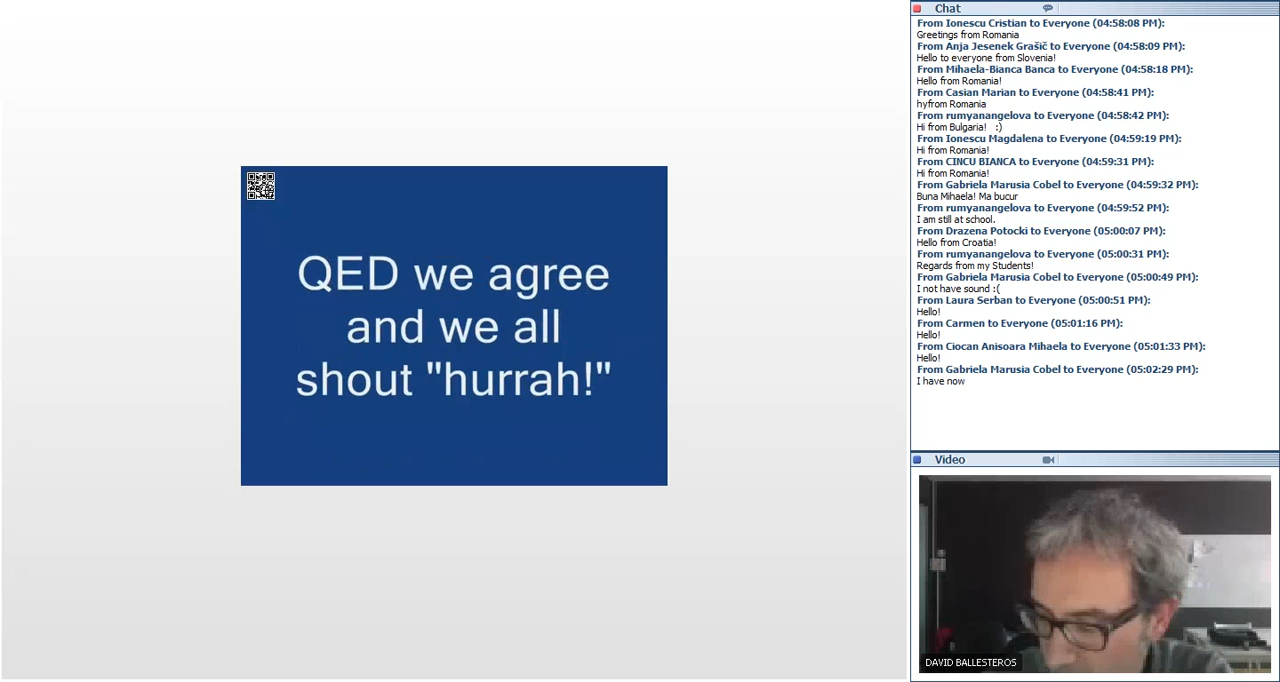 QED we agree
and we all
shout "hurrah!"
Chat
From Ionescu Cristian to Everyone (04:58:08 PM):
Greetings from Romania
From Anja Jesenek Grašič to Everyone (04:58:09 PM):
Hello to everyone from Slovenia!
From Mihaela-Bianca Banca to Everyone (04:58:18 PM):
Hello from Romania!
From Casian Marian to Everyone (04:58:41 PM):
hyfrom Romania
From rumyanangelova to Everyone (04:58:42 PM):
Hi from Bulgaria!   :)
From Ionescu Magdalena to Everyone (04:59:19 PM):
Hi from Romania!
From CINCU BIANCA to Everyone (04:59:31 PM):
Hi from Romania!
From Gabriela Marusia Cobel to Everyone (04:59:32 PM):
Buna Mihaela! Ma bucur
From rumyanangelova to Everyone (04:59:52 PM):
I am still at school.
From Drazena Potocki to Everyone (05:00:07 PM):
Hello from Croatia!
From rumyanangelova to Everyone (05:00:31 PM):
Regards from my Students!
From Gabriela Marusia Cobel to Everyone (05:00:49 PM):
I not have sound :(
From Laura Serban to Everyone (05:00:51 PM):
Hello!
From Carmen to Everyone (05:01:16 PM):
Hello!
From Ciocan Anisoara Mihaela to Everyone (05:01:33 PM):
Hello!
From Gabriela Marusia Cobel to Everyone (05:02:29 PM):
I have now
Video
DAVID BALLESTEROS